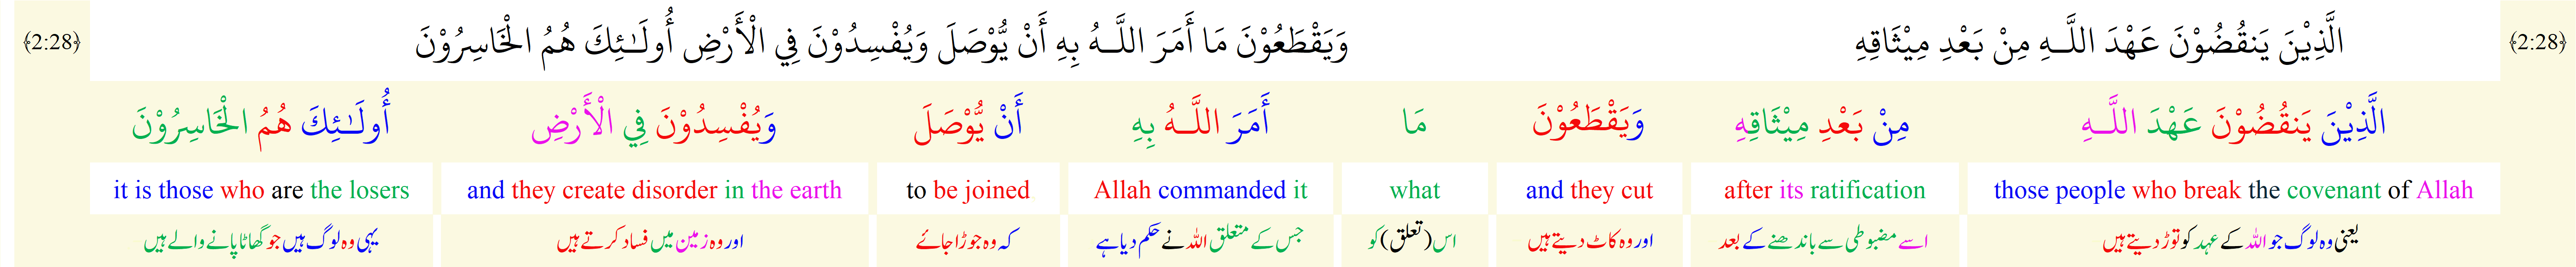 ﴿2:28﴾ الَّذِيْنَ يَنقُضُوْنَ عَهْدَ اللَّـهِ مِنْ بَعْدِ مِيْثَاقِهِ وَيَقْطَعُوْنَ مَا أَمَرَ اللَّـهُ بِهِ أَنْ يُّوْصَلَ وَيُفْسِدُوْنَ فِي الْأَرْضِ أُولَـٰئِكَ هُمُ الْخَاسِرُوْنَ ﴿2:28﴾
الَّذِيْنَ يَنقُضُوْنَ عَهْدَ اللَّـهِ مِنْ بَعْدِ مِيْثَاقِهِ وَيَقْطَعُوْنَ مَا أَمَرَ اللَّـهُ بِهِ أَنْ يُّوْصَلَ وَيُفْسِدُوْنَ فِي الْأَرْضِ أُولَـٰئِكَ هُمُ الْخَاسِرُوْنَ
those people who break the covenant of Allah after its ratification and they cut what Allah commanded it to be joined and they create disorder in the earth it is those who are the losers
یعنی وہ لوگ جو اللہ کے عہد کو توڑ دیتے ہیں اسے مضبوطی سے باندھنے کے بعد اور وہ کاٹ دیتے ہیں اس (تعلق) کو جس کے متعلق اللہ نے حکم دیا ہے کہ وہ جوڑا جائے اور وہ زمین میں فساد کرتے ہیں یہی وہ لوگ ہیں جو گھاٹا پانے والے ہیں